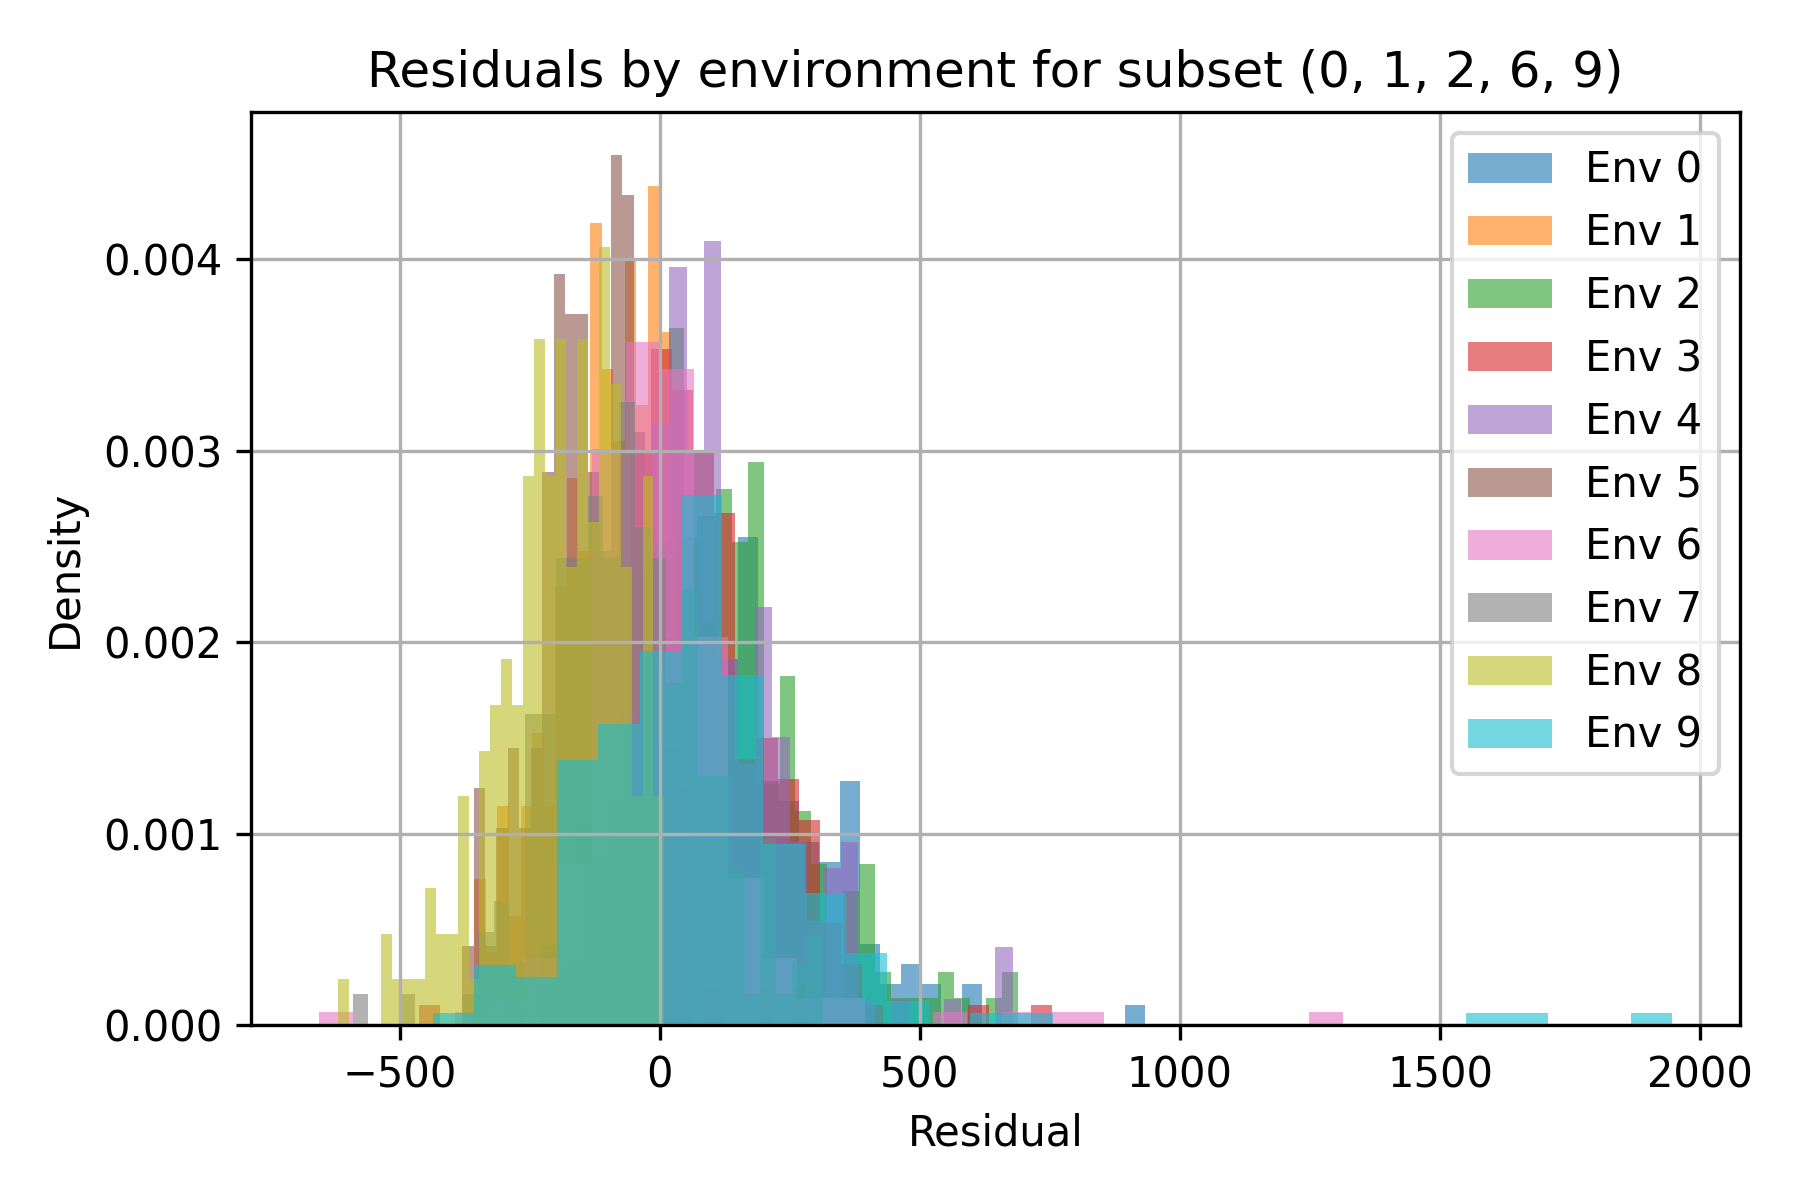 Residuals by environment for subset (0, 1, 2, 6, 9)
Density
0.004
0.003
0.002
0.001
0.000
−500
0
500
1000
1500
2000
Residual
Env 0
Env 1
Env 2
Env 3
Env 4
Env 5
Env 6
Env 7
Env 8
Env 9